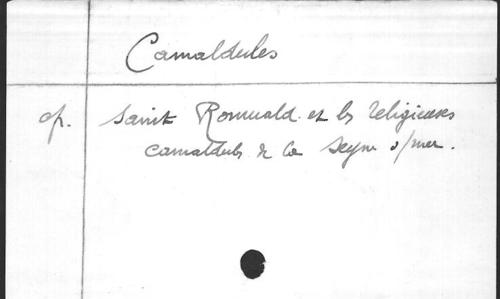 Camaldules
cf. Saint Romuald et les religieuses
camaldules de la Seyne s/mer.